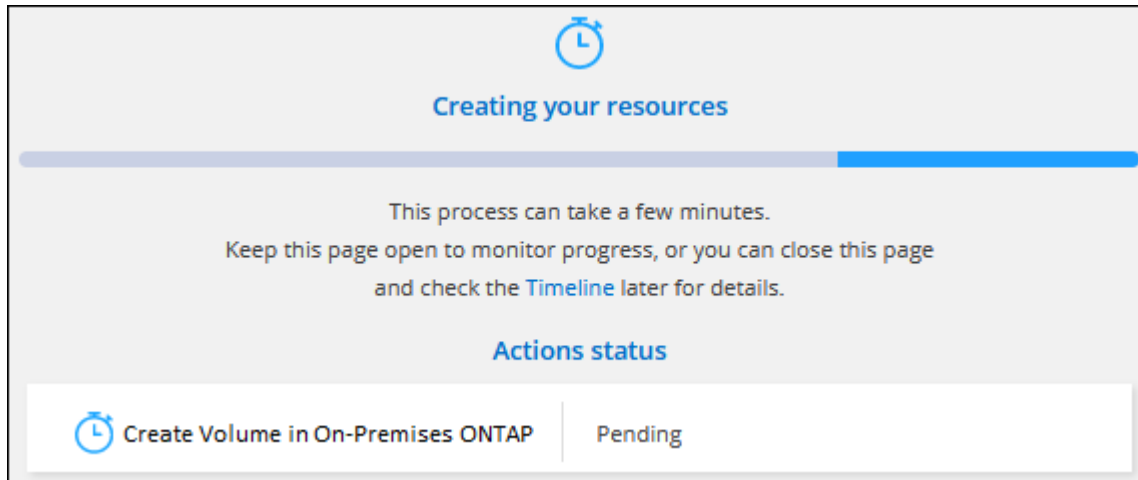 Creating your resources
This process can take a few minutes.
Keep this page open to monitor progress, or you can close this page
and check the Timeline later for details.
Actions status
Create Volume in On-Premises ONTAP
Pending